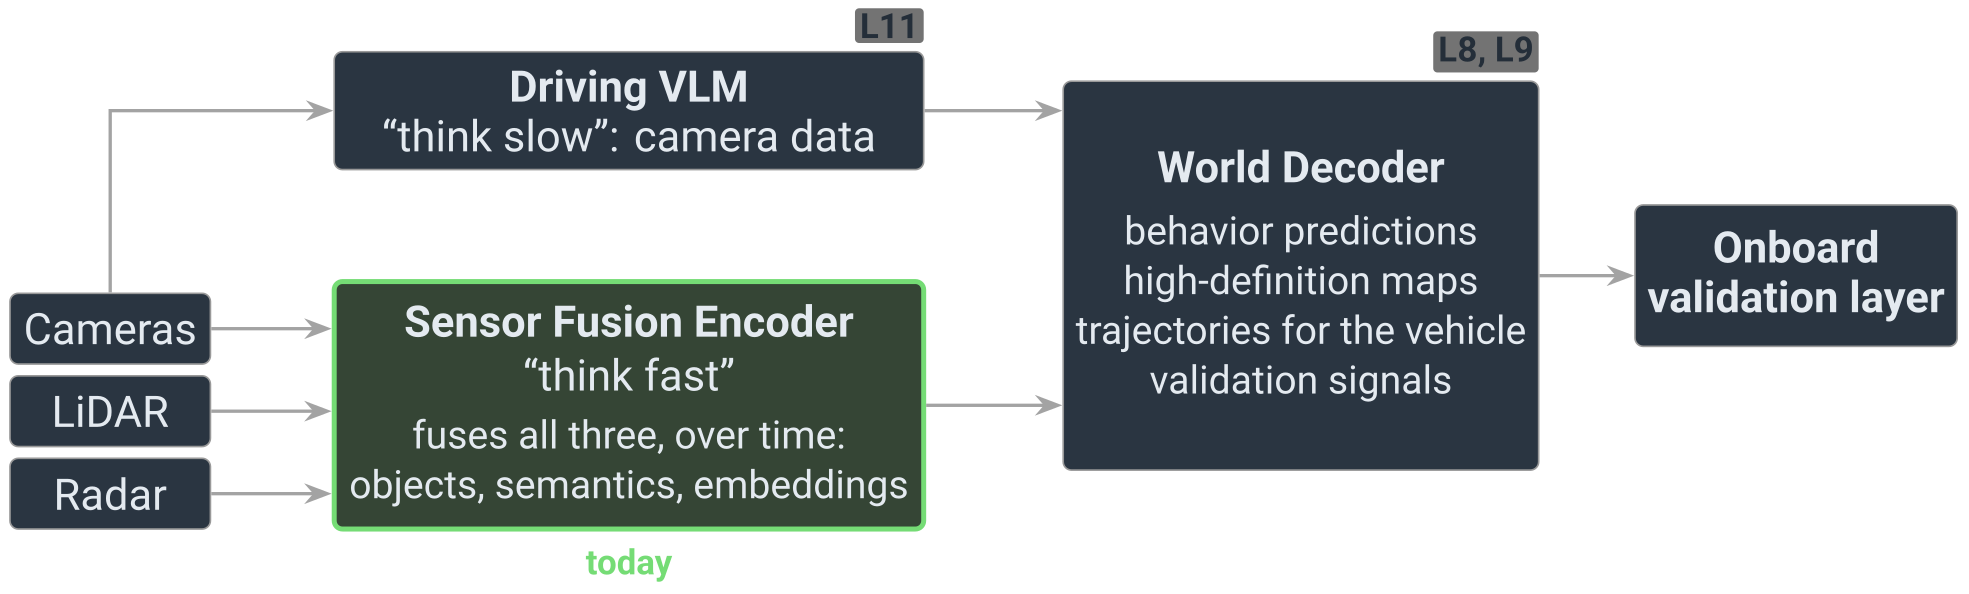 L11
Driving VLM
“think slow”: camera data
L8, L9
World Decoder
behavior predictions
high-definition maps
trajectories for the vehicle
validation signals
Onboard
validation layer
Cameras
LiDAR
Radar
Sensor Fusion Encoder
“think fast”
fuses all three, over time:
objects, semantics, embeddings
today